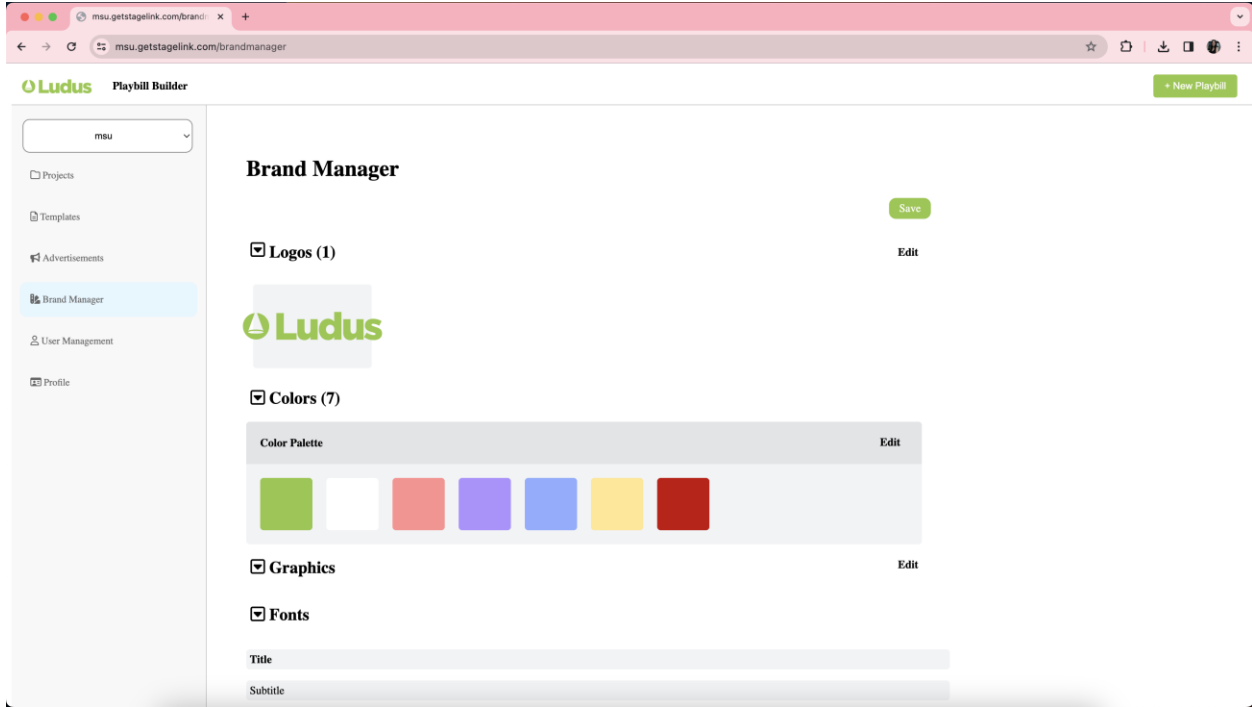 msu.getstagelink.com/brand
msu.getstagelink.com/brandmanager
Ludus Playbill Builder + New Playbill
msu
Projects
Templates
Advertisements
Brand Manager
User Management
Profile
Brand Manager
Save
Logos (1) Edit
Ludus
Colors (7)
Color Palette Edit
Graphics Edit
Fonts
Title
Subtitle